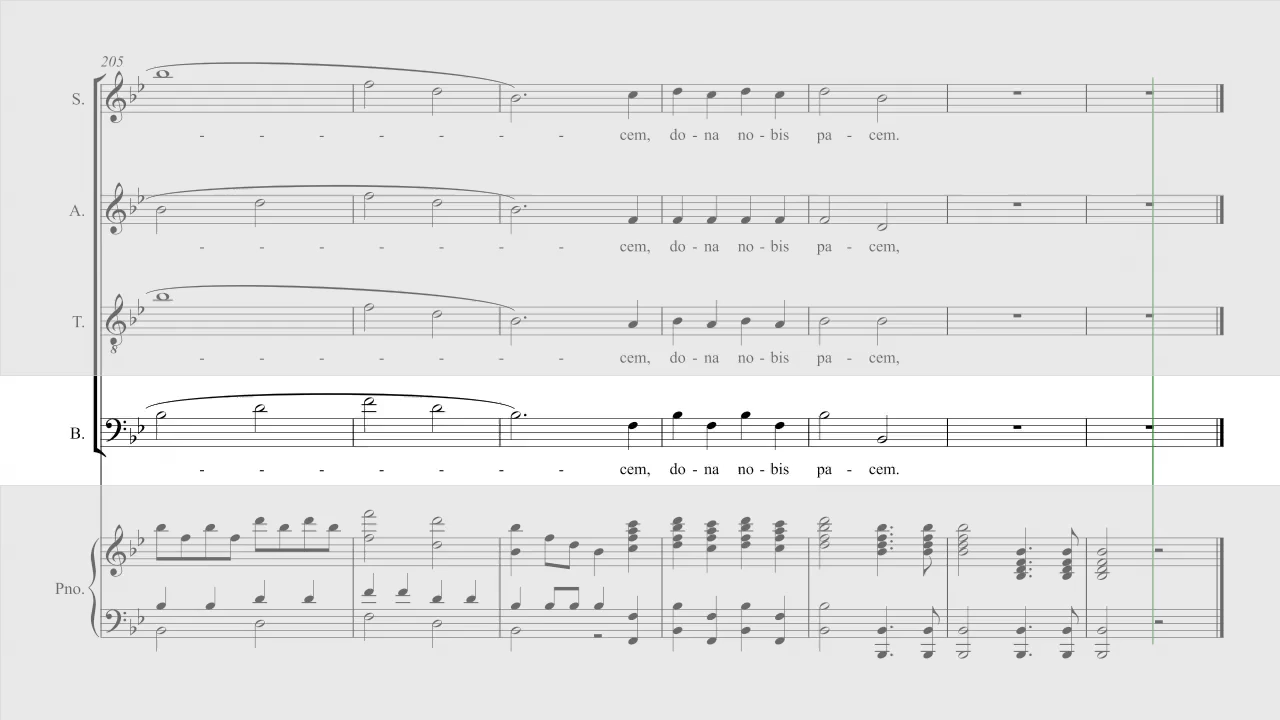 205
S.
- - - - - - - cem, do - na no - bis pa - cem.
A.
- - - - - - - cem, do - na no - bis pa - cem,
T.
8
- - - - - - - cem, do - na no - bis pa - cem,
B.
- - - - - - - cem, do - na no - bis pa - cem.
Pno.